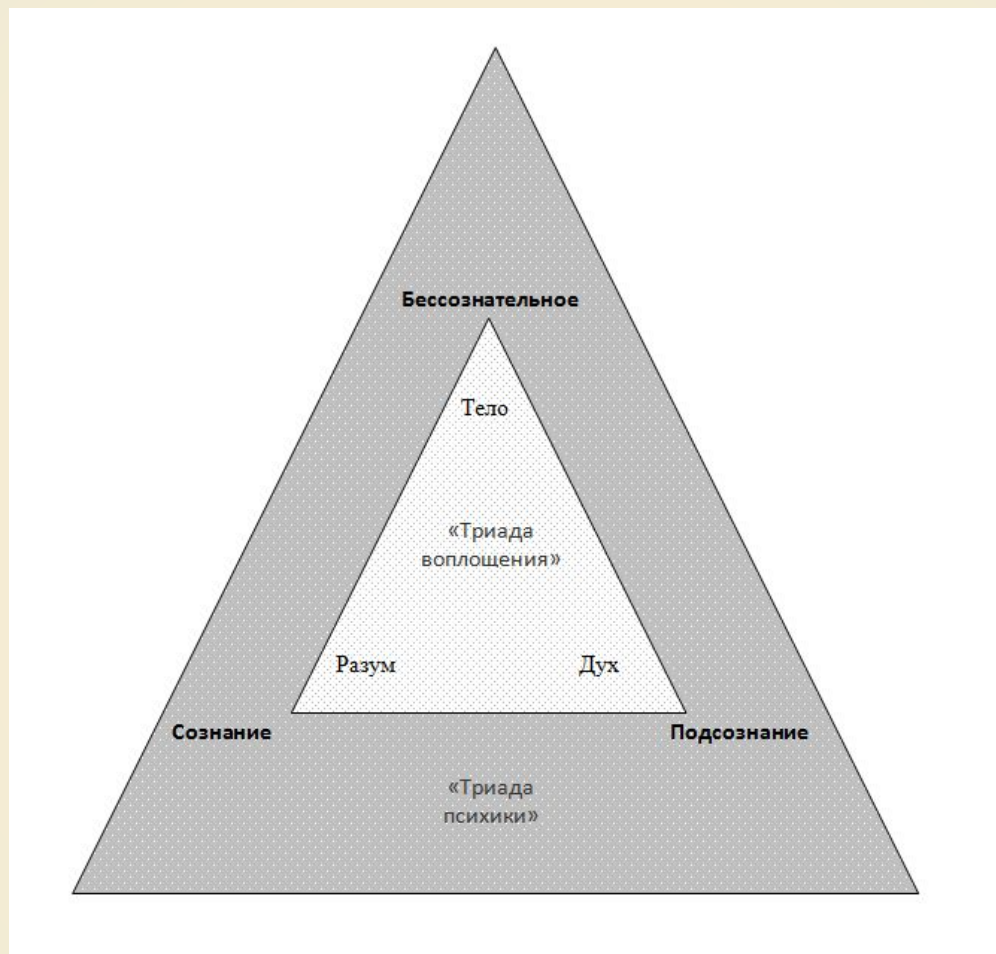 Бессознательное
Тело
«Триада
воплощения»
Разум
Дух
Сознание
Подсознание
«Триада
психики»